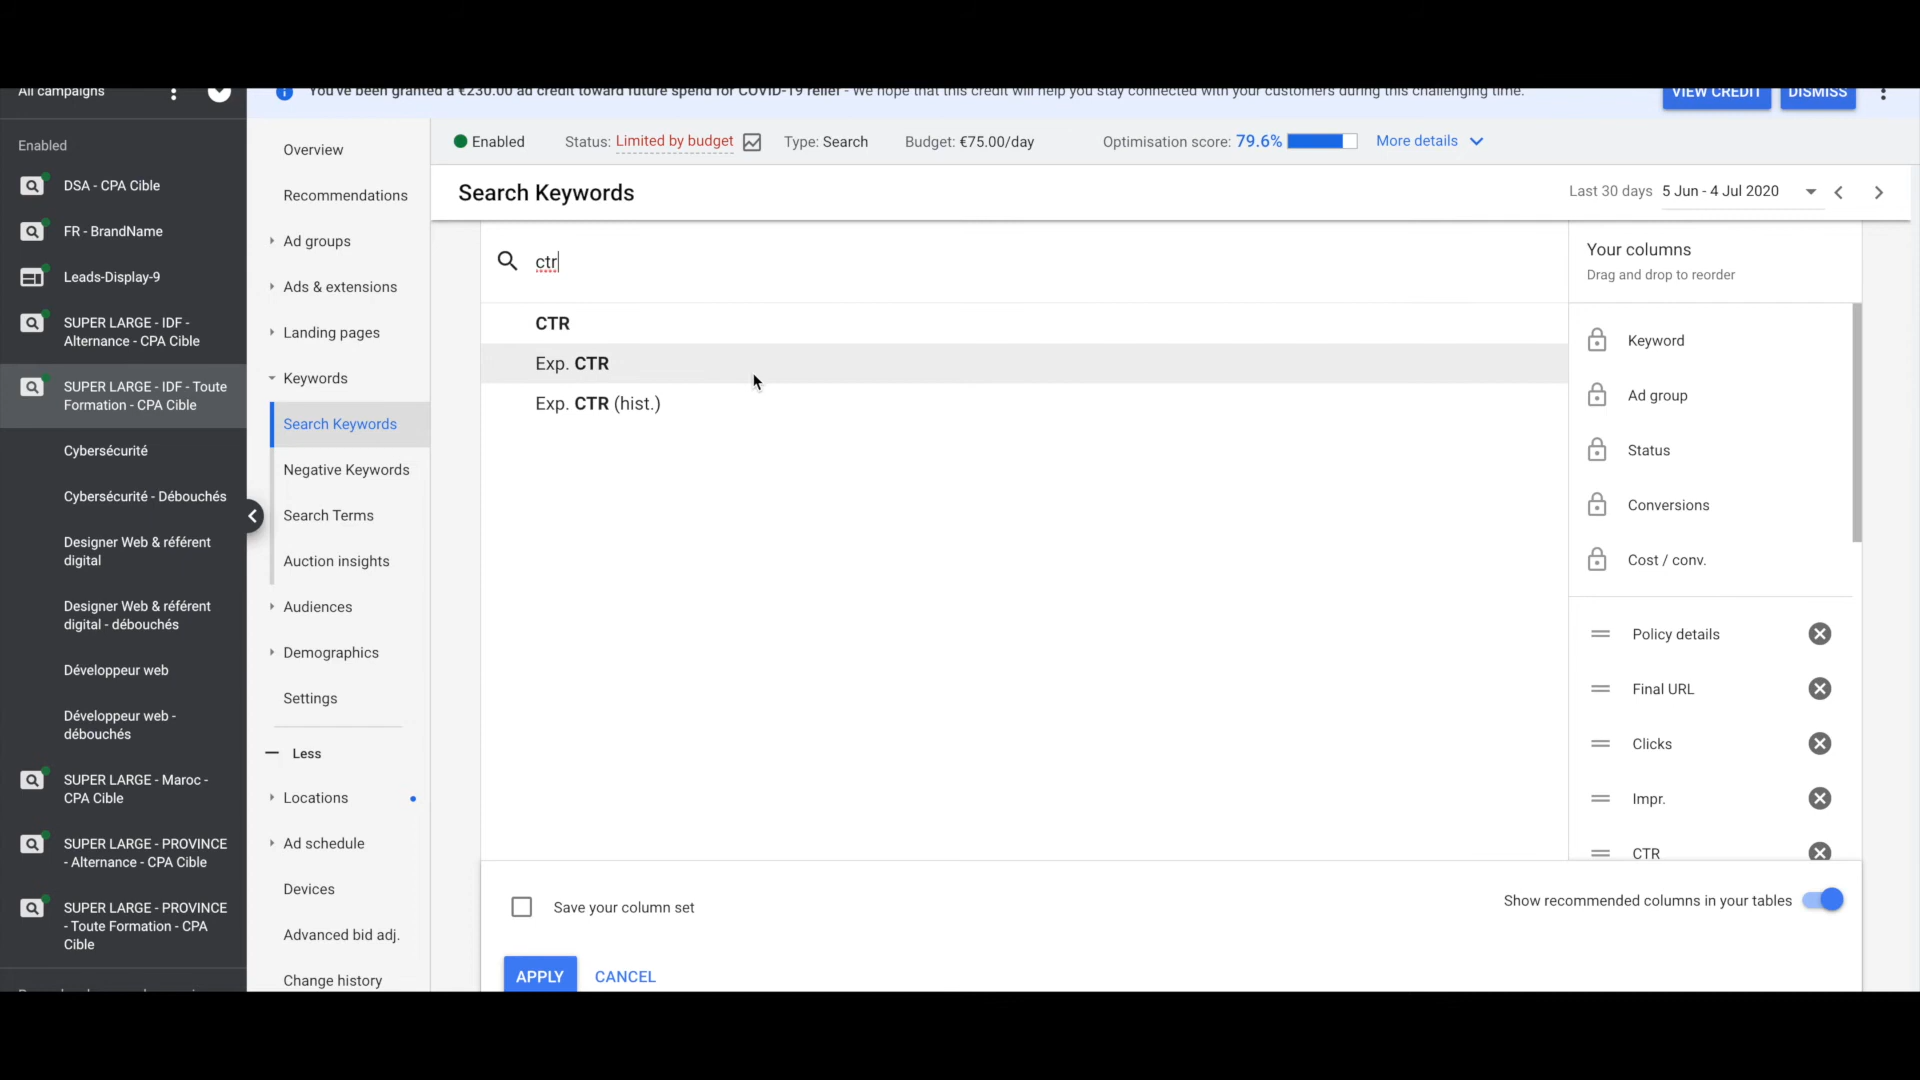 All campaigns
You've been granted a €230.00 ad credit toward future spend for COVID-19 relief - We hope that this credit will help you stay connected with your customers during this challenging time.
VIEW CREDIT
DISMISS
Enabled
DSA - CPA Cible
FR - BrandName
Leads-Display-9
SUPER LARGE - IDF -
Alternance - CPA Cible
SUPER LARGE - IDF - Toute
Formation - CPA Cible
Cybersécurité
Cybersécurité - Débouchés
Designer Web & référent
digital
Designer Web & référent
digital - débouchés
Développeur web
Développeur web -
débouchés
SUPER LARGE - Maroc -
CPA Cible
SUPER LARGE - PROVINCE
- Alternance - CPA Cible
SUPER LARGE - PROVINCE
- Toute Formation - CPA
Cible
Overview
Recommendations
Ad groups
Ads & extensions
Landing pages
Keywords
Search Keywords
Negative Keywords
Search Terms
Auction insights
Audiences
Demographics
Settings
Less
Locations
Ad schedule
Devices
Advanced bid adj.
Change history
Enabled
Status: Limited by budget
Type: Search
Budget: €75.00/day
Optimisation score: 79.6%
More details
Search Keywords
Last 30 days 5 Jun - 4 Jul 2020
ctr
CTR
Exp. CTR
Exp. CTR (hist.)
Your columns
Drag and drop to reorder
Keyword
Ad group
Status
Conversions
Cost / conv.
Policy details
Final URL
Clicks
Impr.
CTR
Save your column set
Show recommended columns in your tables
APPLY
CANCEL